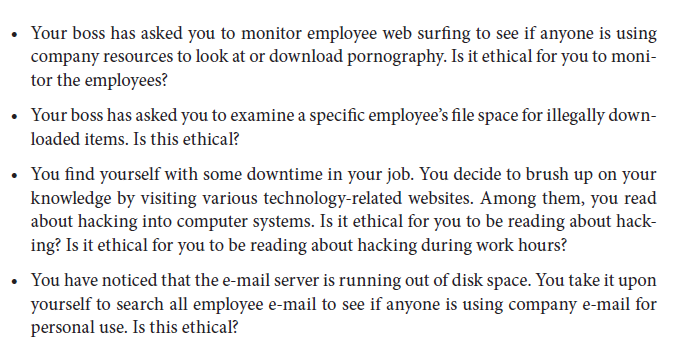 • Your boss has asked you to monitor employee web surfing to see if anyone is using
company resources to look at or download pornography. Is it ethical for you to moni-
tor the employees?
• Your boss has asked you to examine a specific employee’s file space for illegally down-
loaded items. Is this ethical?
• You find yourself with some downtime in your job. You decide to brush up on your
knowledge by visiting various technology-related websites. Among them, you read
about hacking into computer systems. Is it ethical for you to be reading about hack-
ing? Is it ethical for you to be reading about hacking during work hours?
• You have noticed that the e-mail server is running out of disk space. You take it upon
yourself to search all employee e-mail to see if anyone is using company e-mail for
personal use. Is this ethical?